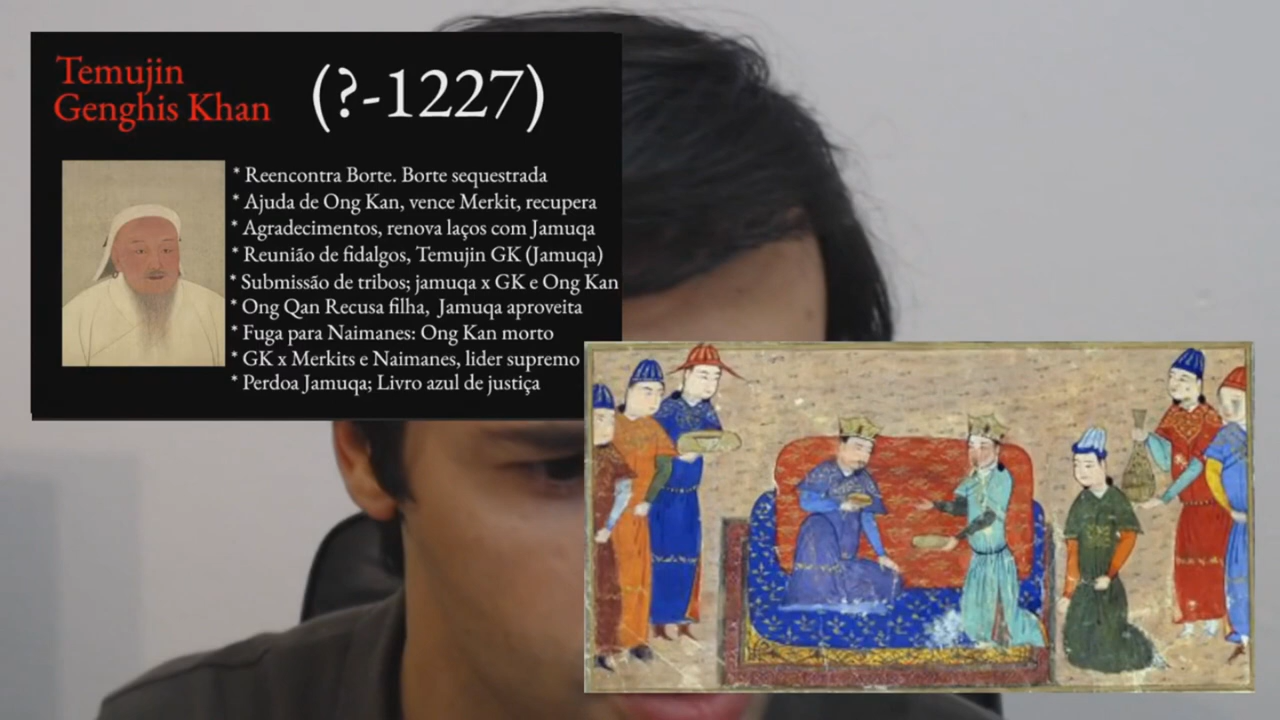 Temujin
Genghis Khan
(?-1227)
* Reencontra Borte. Borte sequestrada
* Ajuda de Ong Kan, vence Merkit, recupera
* Agradecimentos, renova laços com Jamuqa
* Reunião de fidalgos, Temujin GK (Jamuqa)
* Submissão de tribos; jamuqa x GK e Ong Kan
* Ong Qan Recusa filha, Jamuqa aproveita
* Fuga para Naimanes: Ong Kan morto
* GK x Merkits e Naimanes, lider supremo
* Perdoa Jamuqa; Livro azul de justiça